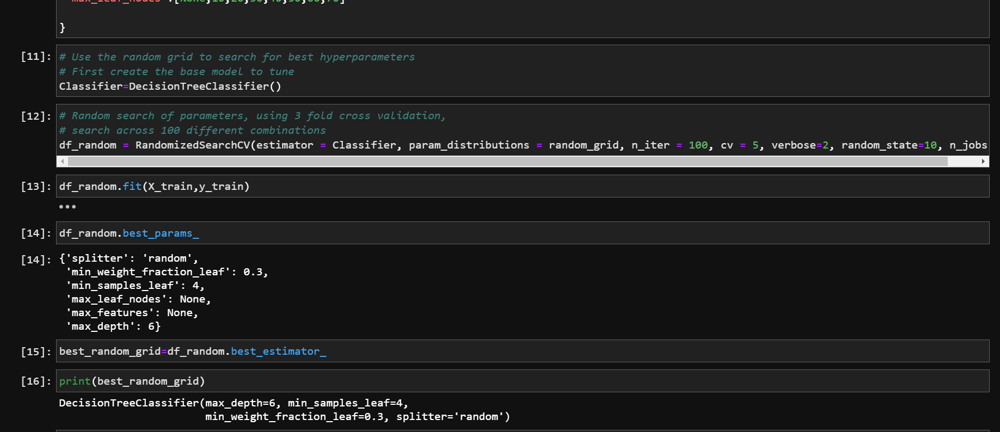 }
[11]: # Use the random grid to search for best hyperparameters
# First create the base model to tune
Classifier=DecisionTreeClassifier()
[12]: # Random search of parameters, using 3 fold cross validation,
# search across 100 different combinations
df_random = RandomizedSearchCV(estimator = Classifier, param_distributions = random_grid, n_iter = 100, cv = 5, verbose=2, random_state=10, n_jobs
[13]: df_random.fit(X_train,y_train)
•••
[14]: df_random.best_params_
[14]: {'splitter': 'random',
'min_weight_fraction_leaf': 0.3,
'min_samples_leaf': 4,
'max_leaf_nodes': None,
'max_features': None,
'max_depth': 6}
[15]: best_random_grid=df_random.best_estimator_
[16]: print(best_random_grid)
DecisionTreeClassifier(max_depth=6, min_samples_leaf=4,
min_weight_fraction_leaf=0.3, splitter='random')